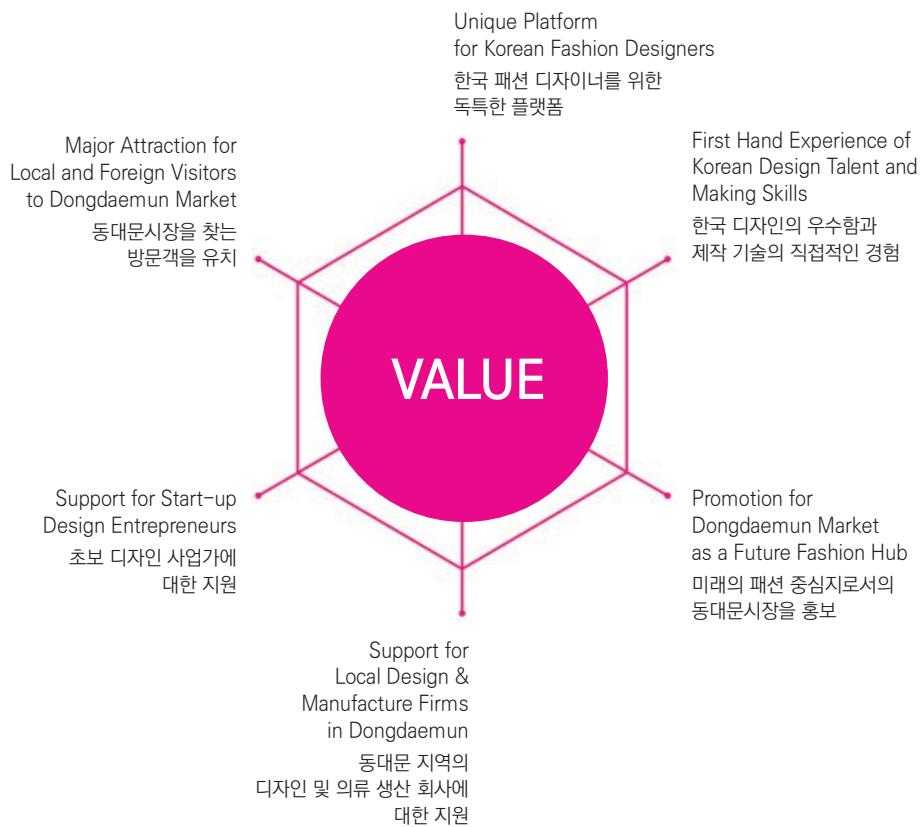 Unique Platform
for Korean Fashion Designers
한국 패션 디자이너를 위한
독특한 플랫폼
Major Attraction for
Local and Foreign Visitors
to Dongdaemun Market
동대문시장을 찾는
방문객을 유치
First Hand Experience of
Korean Design Talent and
Making Skills
한국 디자인의 우수함과
제작 기술의 직접적인 경험
VALUE
Support for Start-up
Design Entrepreneurs
초보 디자인 사업가에
대한 지원
Promotion for
Dongdaemun Market
as a Future Fashion Hub
미래의 패션 중심지로서의
동대문시장을 홍보
Support for
Local Design &
Manufacture Firms
in Dongdaemun
동대문 지역의
디자인 및 의류 생산 회사에
대한 지원